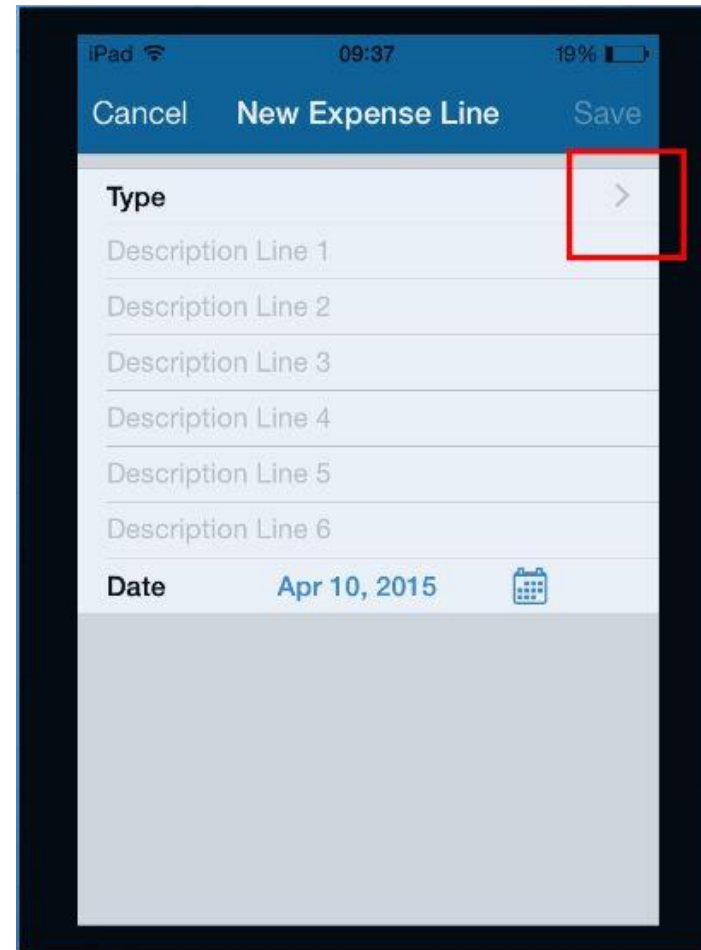 iPad 09:37 19%
Cancel New Expense Line Save
Type
Description Line 1
Description Line 2
Description Line 3
Description Line 4
Description Line 5
Description Line 6
Date Apr 10, 2015